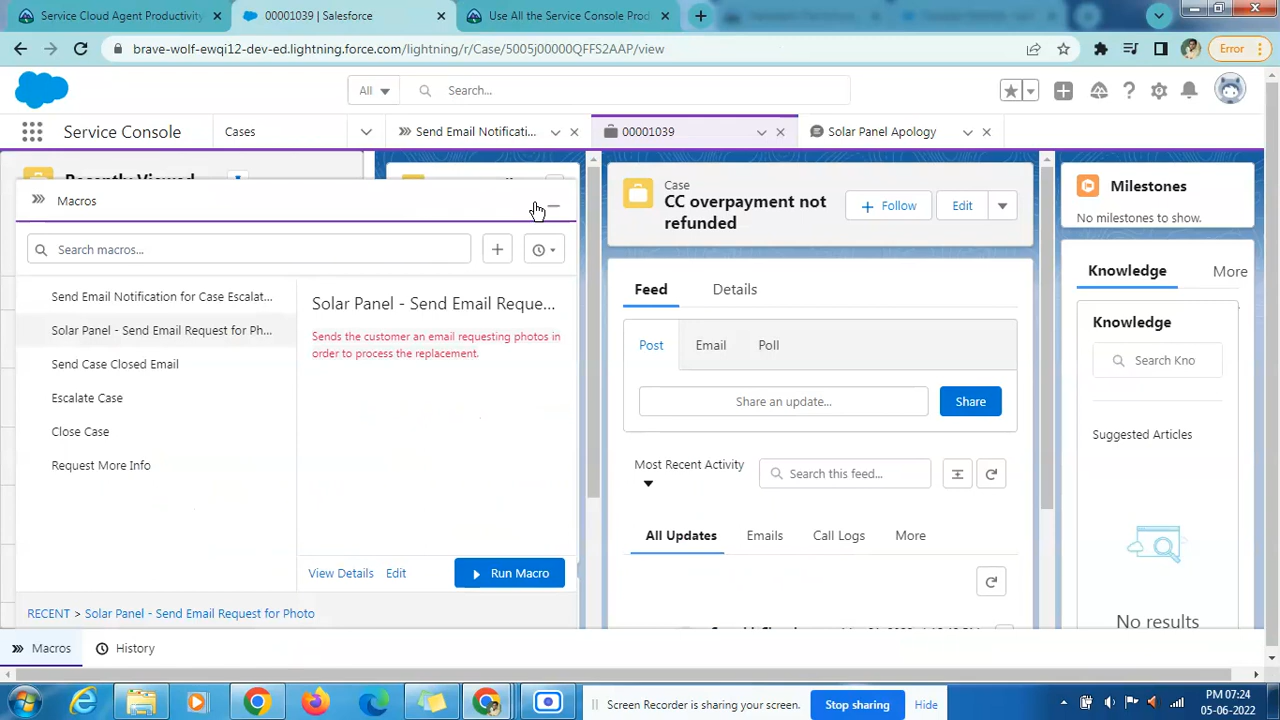 Service Cloud Agent Productivity
00001039 | Salesforce
Use All the Service Console Prod
brave-wolf-ewqi12-dev-ed.lightning.force.com/lightning/r/Case/5005j00000QFFS2AAP/view
Error
All
Search...
Service Console
Cases
Send Email Notificati...
00001039
Solar Panel Apology
Macros
Search macros...
Send Email Notification for Case Escalat...
Solar Panel - Send Email Request for Ph...
Send Case Closed Email
Escalate Case
Close Case
Request More Info
Solar Panel - Send Email Reque...
Sends the customer an email requesting photos in
order to process the replacement.
View Details
Edit
Run Macro
RECENT > Solar Panel - Send Email Request for Photo
Case
CC overpayment not
refunded
Follow
Edit
Feed
Details
Post
Email
Poll
Share an update...
Share
Most Recent Activity
Search this feed...
All Updates
Emails
Call Logs
More
Milestones
No milestones to show.
Knowledge
More
Knowledge
Search Kno
Suggested Articles
No results
Macros
History
Screen Recorder is sharing your screen.
Stop sharing
Hide
PM 07:24
05-06-2022